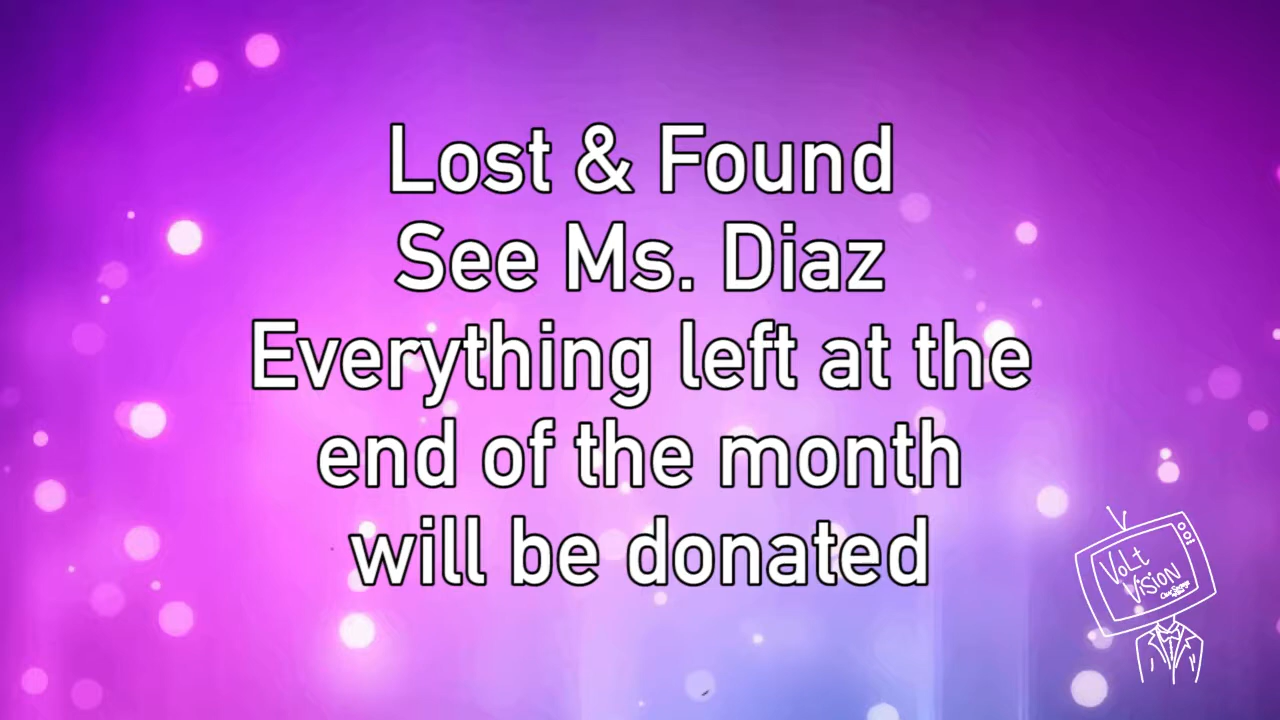 Lost & Found
See Ms. Diaz
Everything left at the
end of the month
will be donated
VoLt
VisioN